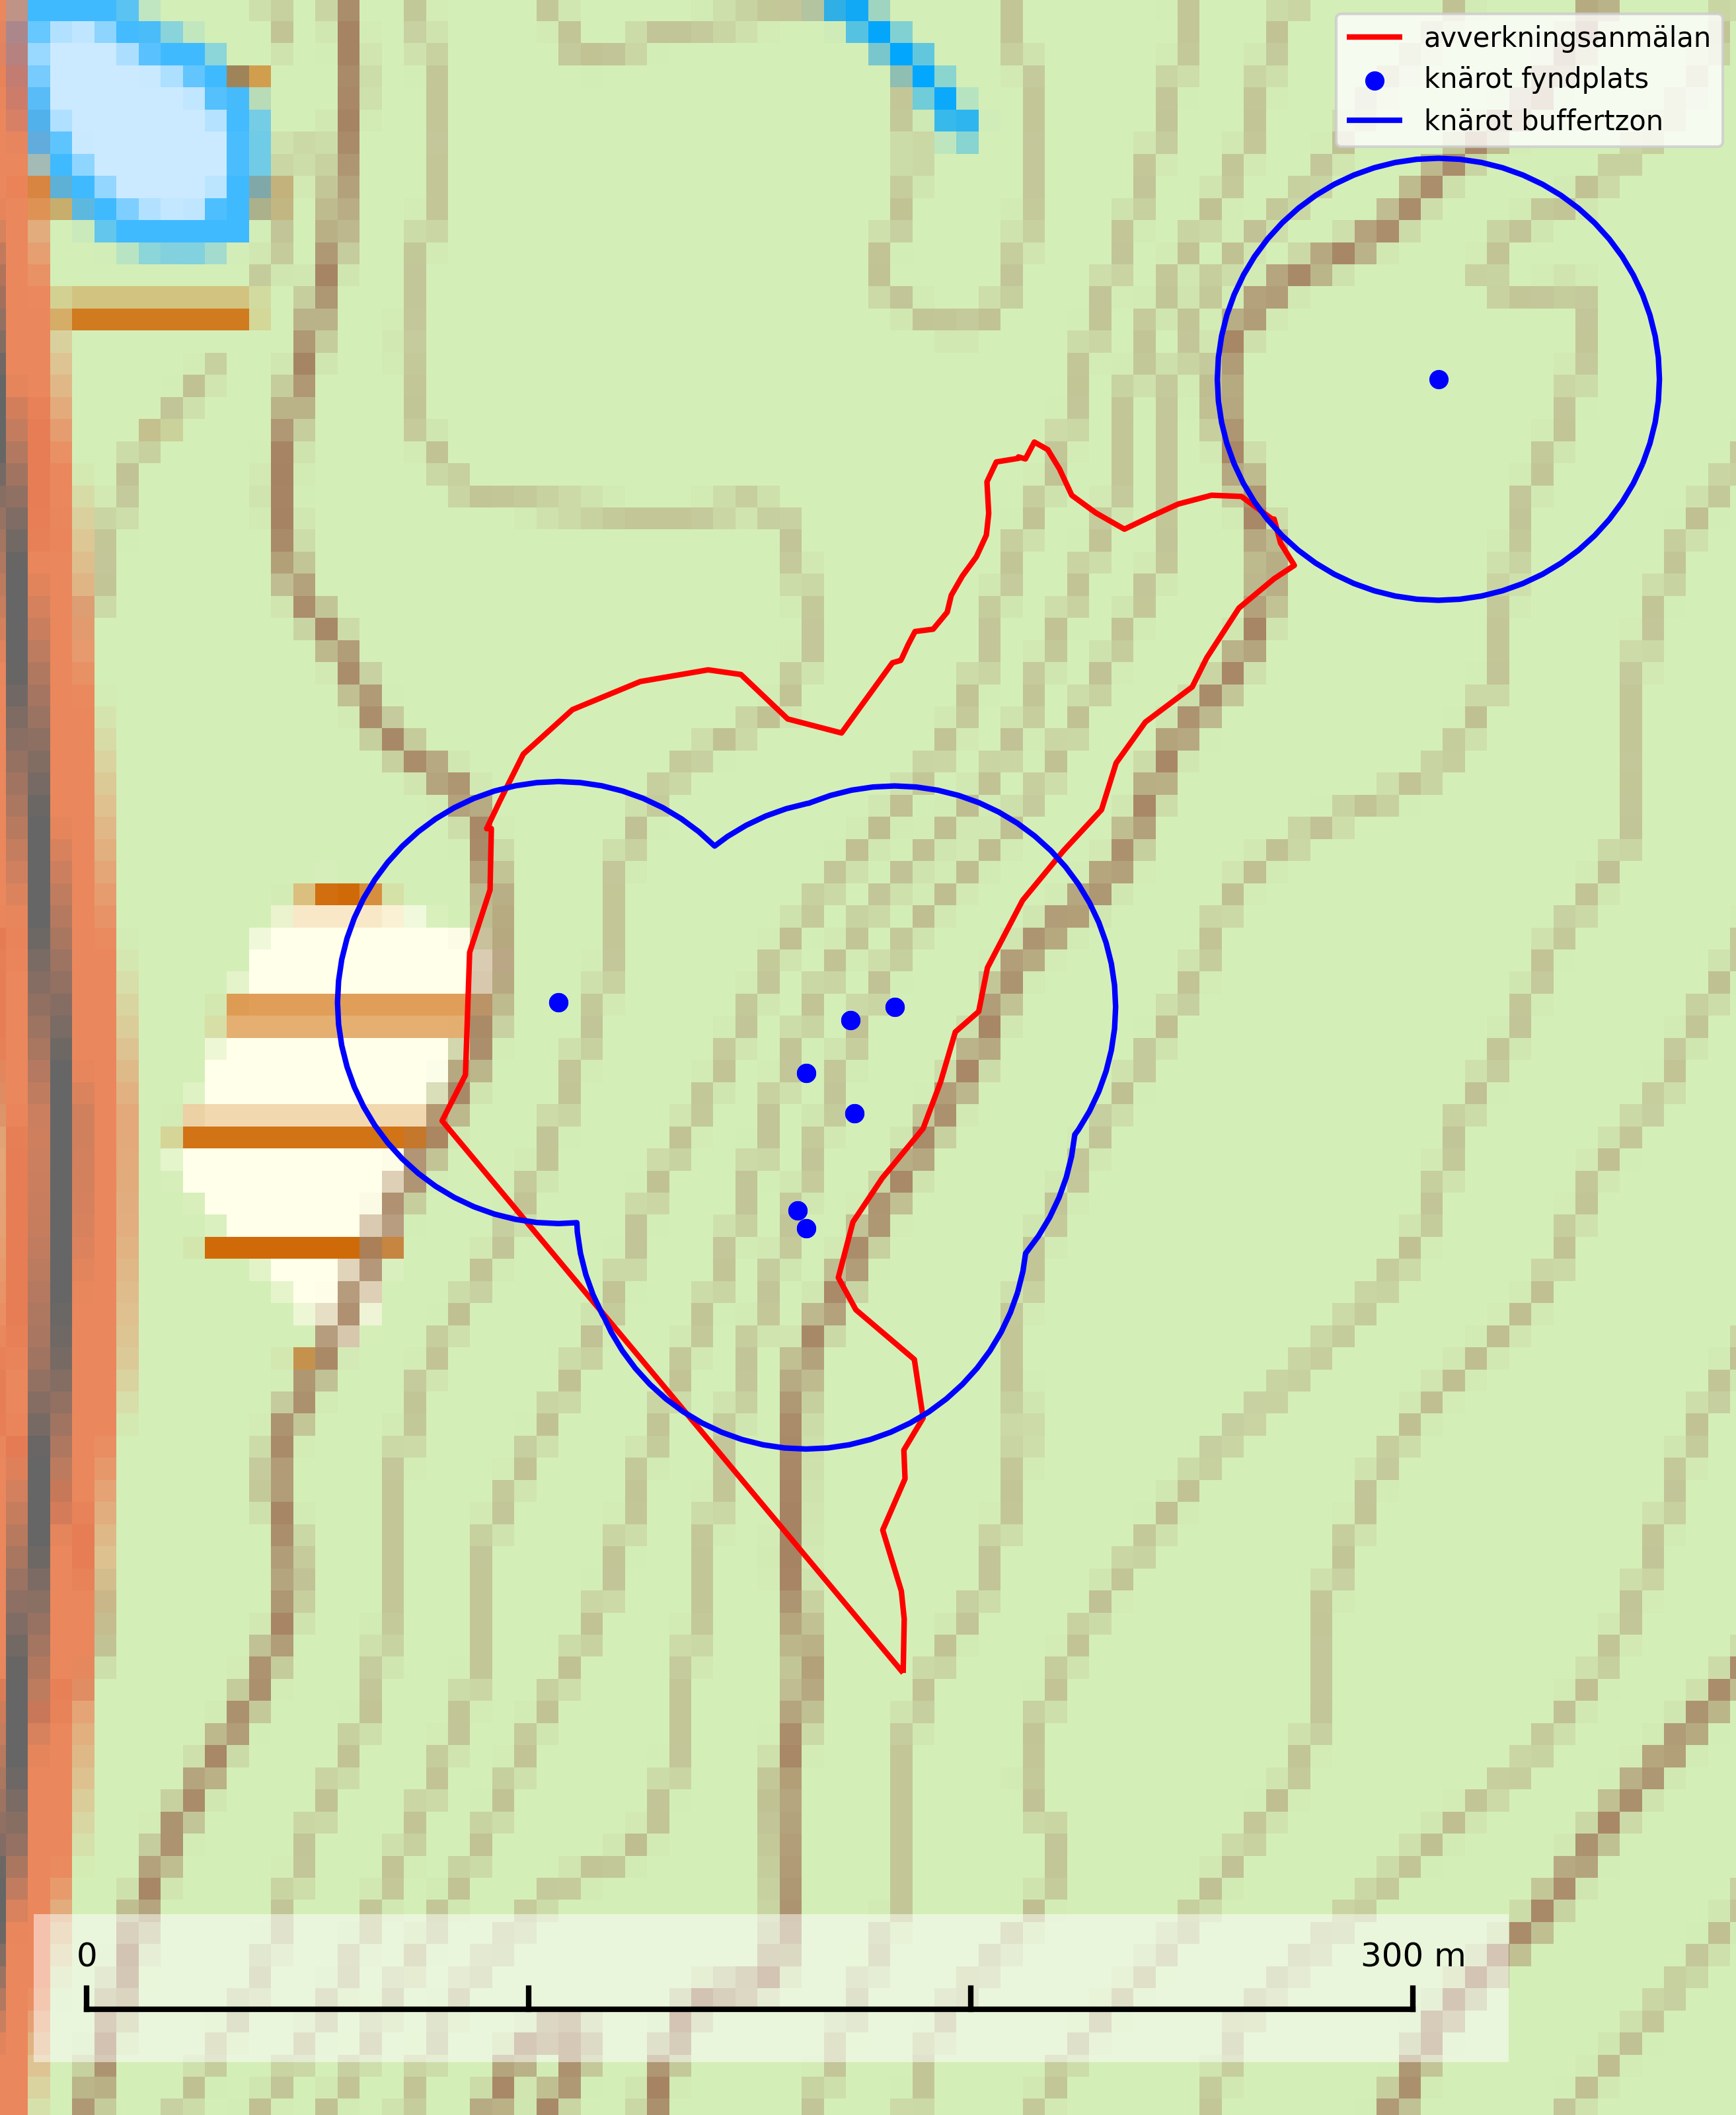 avverkningsanmälan
knärot fyndplats
knärot buffertzon
0
300 m